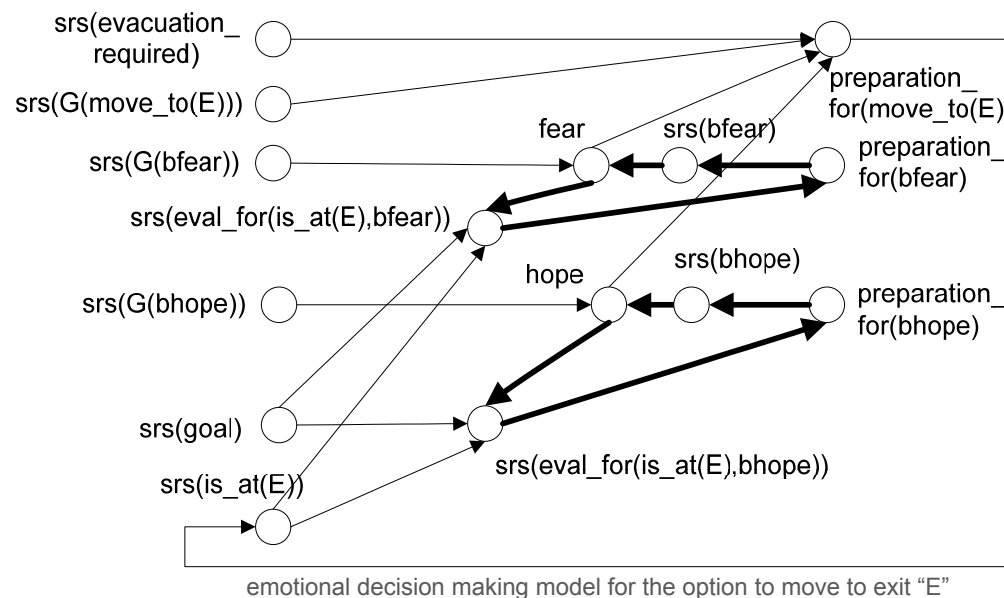 srs(evacuation_
required)
srs(G(move_to(E)))
preparation_
for(move_to(E)
fear
srs(bfear)
srs(G(bfear))
preparation_
for(bfear)
srs(eval_for(is_at(E),bfear))
hope
srs(bhope)
srs(G(bhope))
preparation_
for(bhope)
srs(goal)
srs(eval_for(is_at(E),bhope))
srs(is_at(E))
emotional decision making model for the option to move to exit “E”